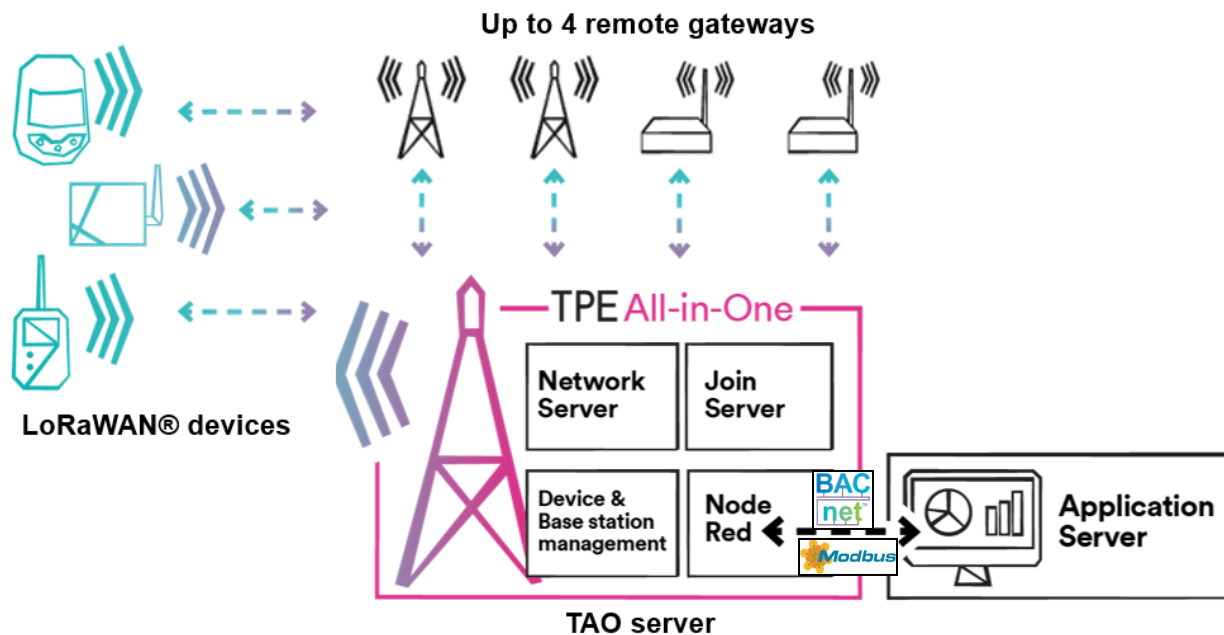 Up to 4 remote gateways
TPE All-in-One
Network
Server
Join
Server
LoRaWAN® devices
Device &
Base station
management
Node
Red
BAC
net™
Modbus
Application
Server
TAO server